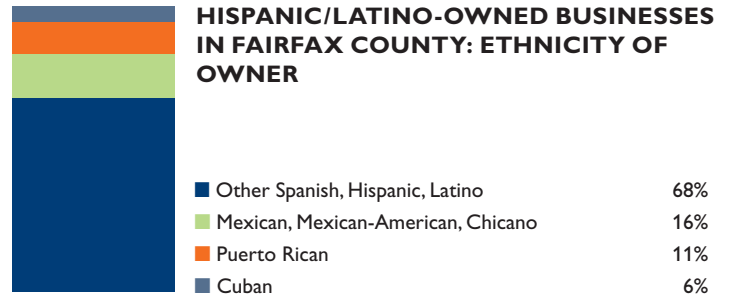 HISPANIC/LATINO-OWNED BUSINESSES
IN FAIRFAX COUNTY: ETHNICITY OF
OWNER
Other Spanish, Hispanic, Latino 68%
Mexican, Mexican-American, Chicano 16%
Puerto Rican 11%
Cuban 6%